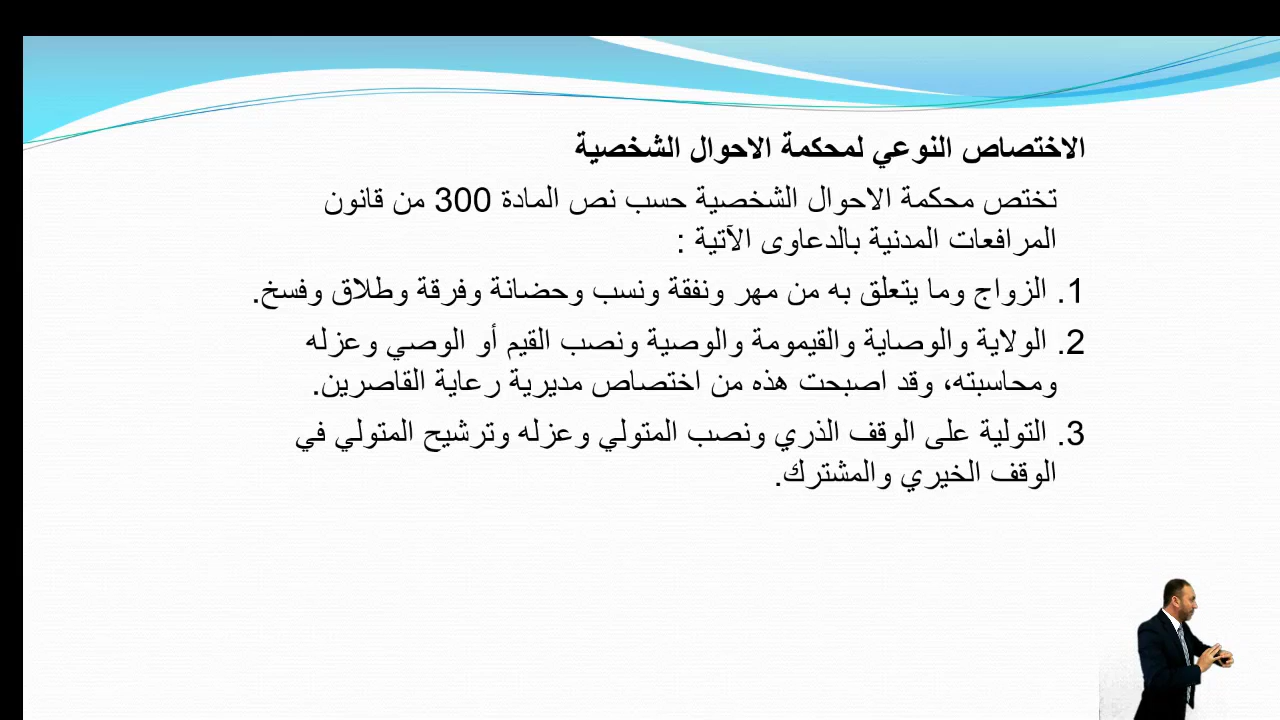 الاختصاص النوعي لمحكمة الاحوال الشخصية
تختص محكمة الاحوال الشخصية حسب نص المادة 300 من قانون
المرافعات المدنية بالدعاوى الآتية :
1. الزواج وما يتعلق به من مهر ونفقة ونسب وحضانة وفرقة وطلاق وفسخ.
2. الولاية والوصاية والقيمومة والوصية ونصب القيم أو الوصي وعزله
ومحاسبته، وقد اصبحت هذه من اختصاص مديرية رعاية القاصرين.
3. التولية على الوقف الذري ونصب المتولي وعزله وترشيح المتولي في
الوقف الخيري والمشترك.